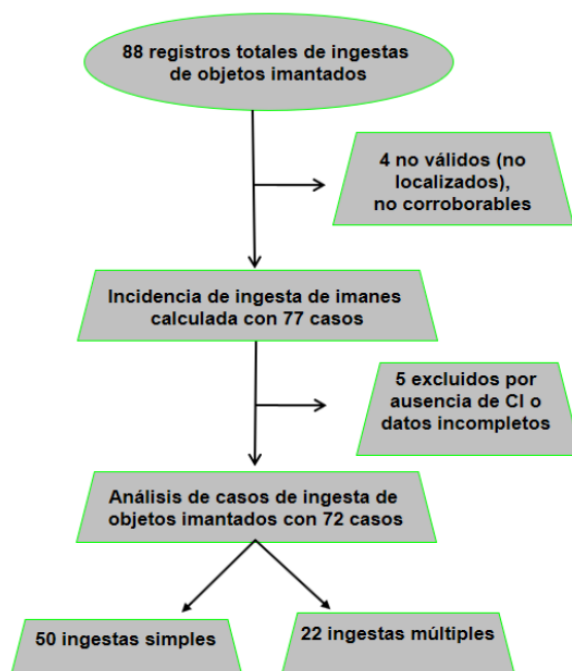 88 registros totales de ingestas
de objetos imantados
4 no válidos (no
localizados),
no corroborables
Incidencia de ingesta de imanes
calculada con 77 casos
5 excluidos por
ausencia de CI o
datos incompletos
Análisis de casos de ingesta de
objetos imantados con 72 casos
50 ingestas simples
22 ingestas múltiples